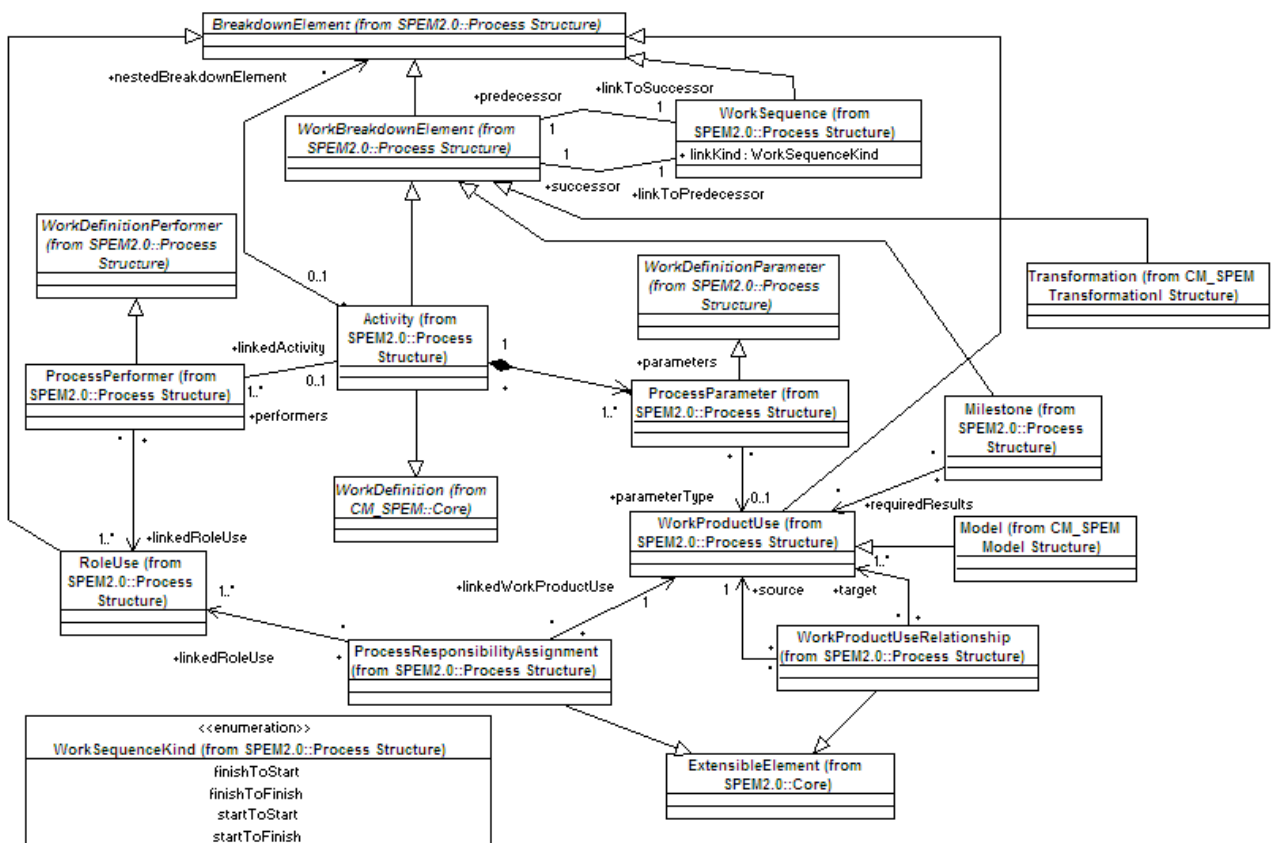 BreakdownElement (from SPEM2.0::Process Structure)
+nestedBreakdownElement
*
+predecessor
+linkToSuccessor
1
1
WorkBreakdownElement (from
SPEM2.0::Process Structure)
WorkSequence (from
SPEM2.0::Process Structure)
+ linkKind : WorkSequenceKind
1
1
+successor
+linkToPredecessor
WorkDefinitionPerformer
(from SPEM2.0::Process
Structure)
WorkDefinitionParameter
(from SPEM2.0::Process
Structure)
Transformation (from CM_SPEM
Transformationl Structure)
0..1
*
Activity (from
SPEM2.0::Process
Structure)
+linkedActivity
0..1
1
*
+parameters
1..*
ProcessPerformer (from
SPEM2.0::Process Structure)
1..*
+performers
ProcessParameter (from
SPEM2.0::Process Structure)
Milestone (from
SPEM2.0::Process
Structure)
* *
* *
* *
WorkDefinition (from
CM_SPEM::Core)
+parameterType
0..1
* *
+requiredResults
1..*
+linkedRoleUse
WorkProductUse (from
SPEM2.0::Process Structure)
Model (from CM_SPEM
Model Structure)
RoleUse (from
SPEM2.0::Process
Structure)
1..*
+linkedWorkProductUse
1
1
+source
+target
1..*
* *
* *
* *
* *
+linkedRoleUse
ProcessResponsibilityAssignment
(from SPEM2.0::Process Structure)
WorkProductUseRelationship
(from SPEM2.0::Process Structure)
<<enumeration>>
WorkSequenceKind (from SPEM2.0::Process Structure)
finishToStart
finishToFinish
startToStart
startToFinish
ExtensibleElement (from
SPEM2.0::Core)